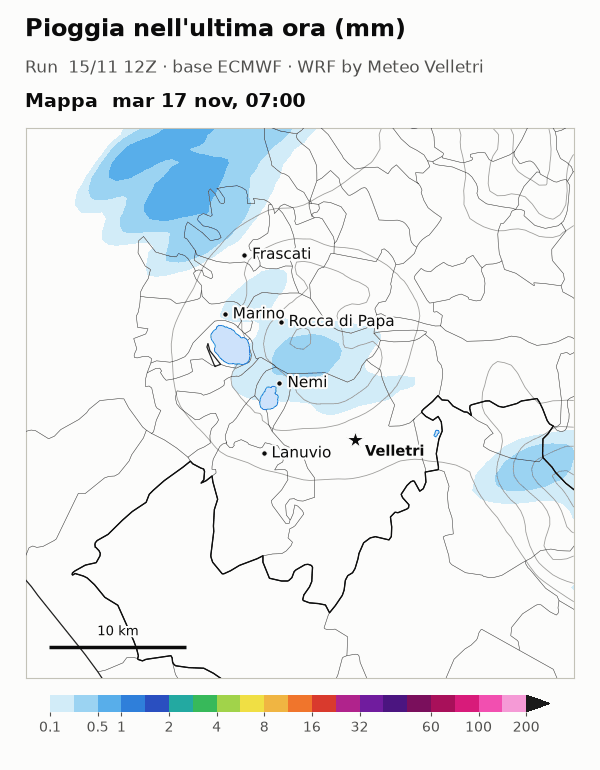 Pioggia nell'ultima ora (mm)
Run  15/11 12Z · base ECMWF · WRF by Meteo Velletri
Mappa  mar 17 nov, 07:00
Frascati
Marino
Rocca di Papa
Nemi
Velletri
Lanuvio
10 km
0.1 0.5 1 2 4 8 16 32 60 100 200